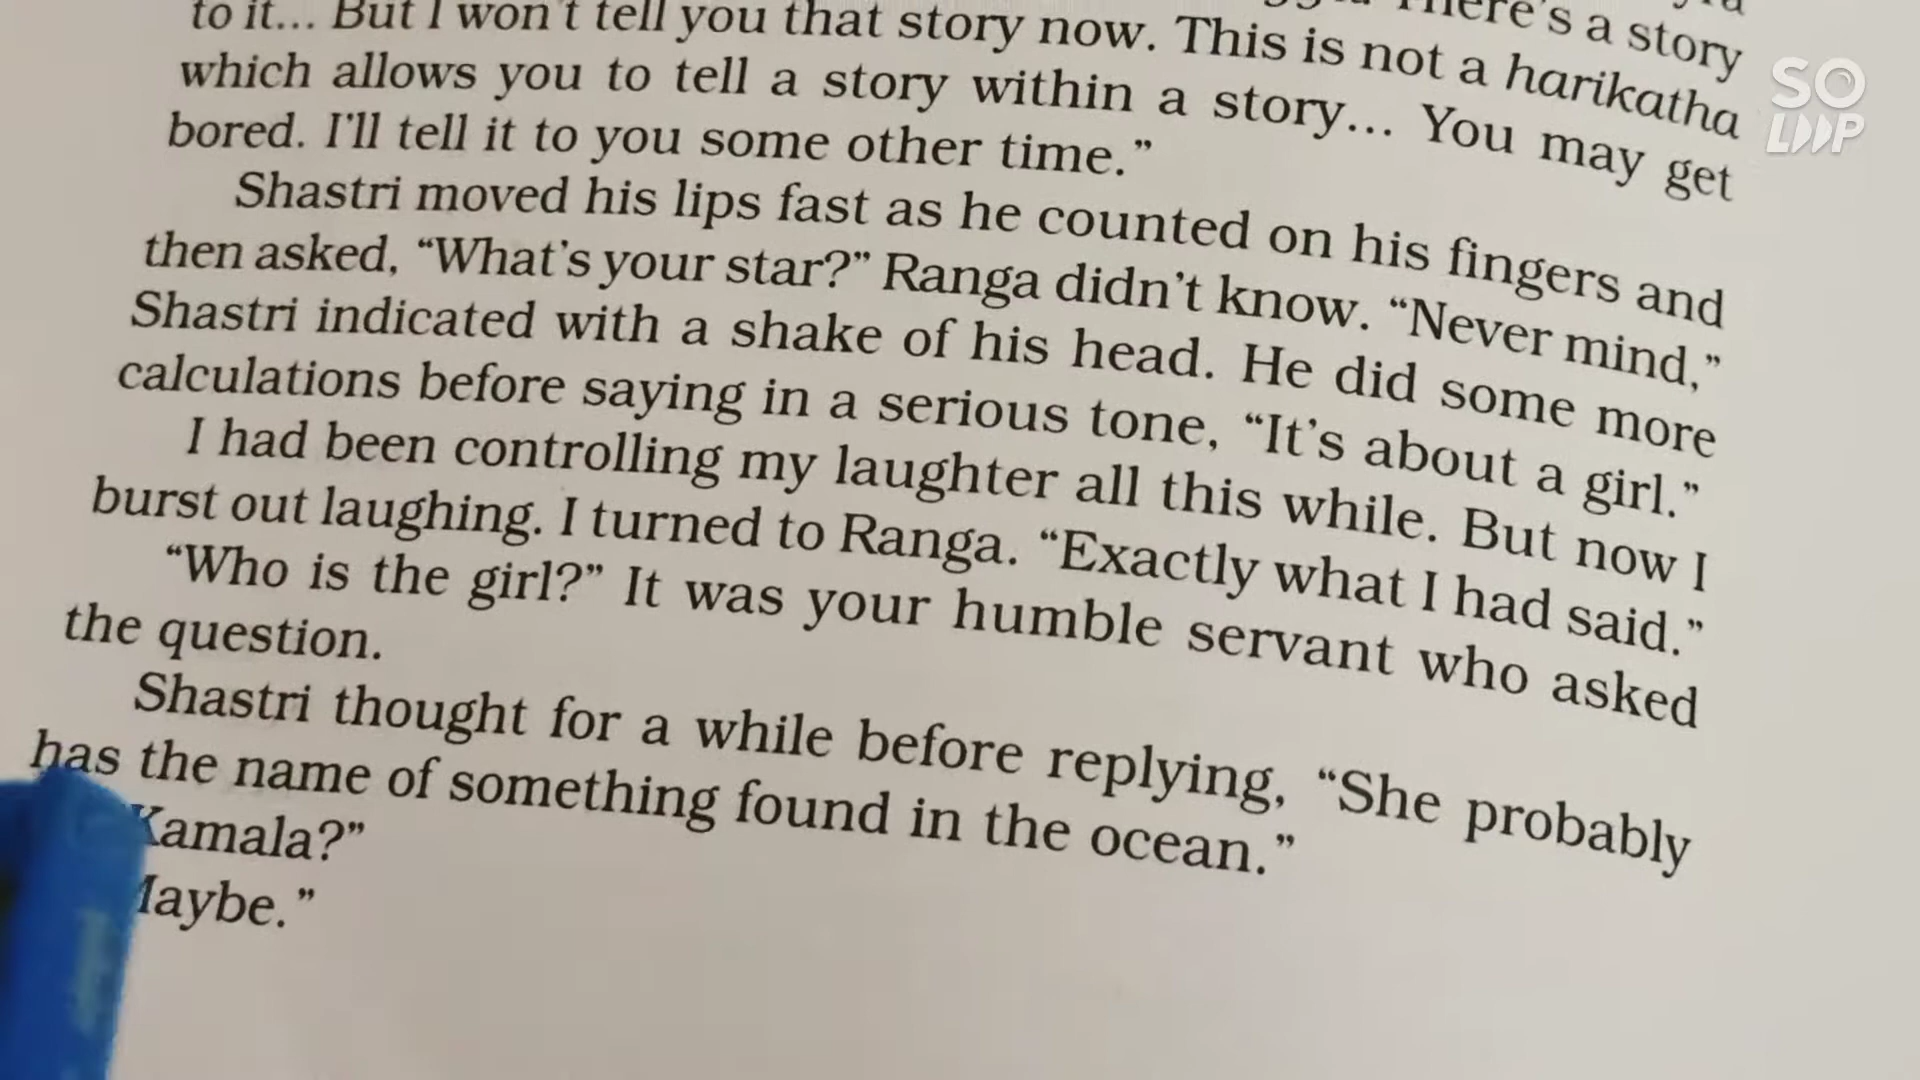 There's a story
to it... But I won't tell you that story now. This is not a harikatha
which allows you to tell a story within a story... You may get
bored. I'll tell it to you some other time."
Shastri moved his lips fast as he counted on his fingers and
then asked, “What's your star?” Ranga didn't know. “Never mind,”
Shastri indicated with a shake of his head. He did some more
calculations before saying in a serious tone, “It's about a girl.”
I had been controlling my laughter all this while. But now I
burst out laughing. I turned to Ranga. “Exactly what I had said.”
“Who is the girl?” It was your humble servant who asked
the question.
Shastri thought for a while before replying, “She probably
has the name of something found in the ocean.”
Kamala?”
Maybe.”
SO
LOOP